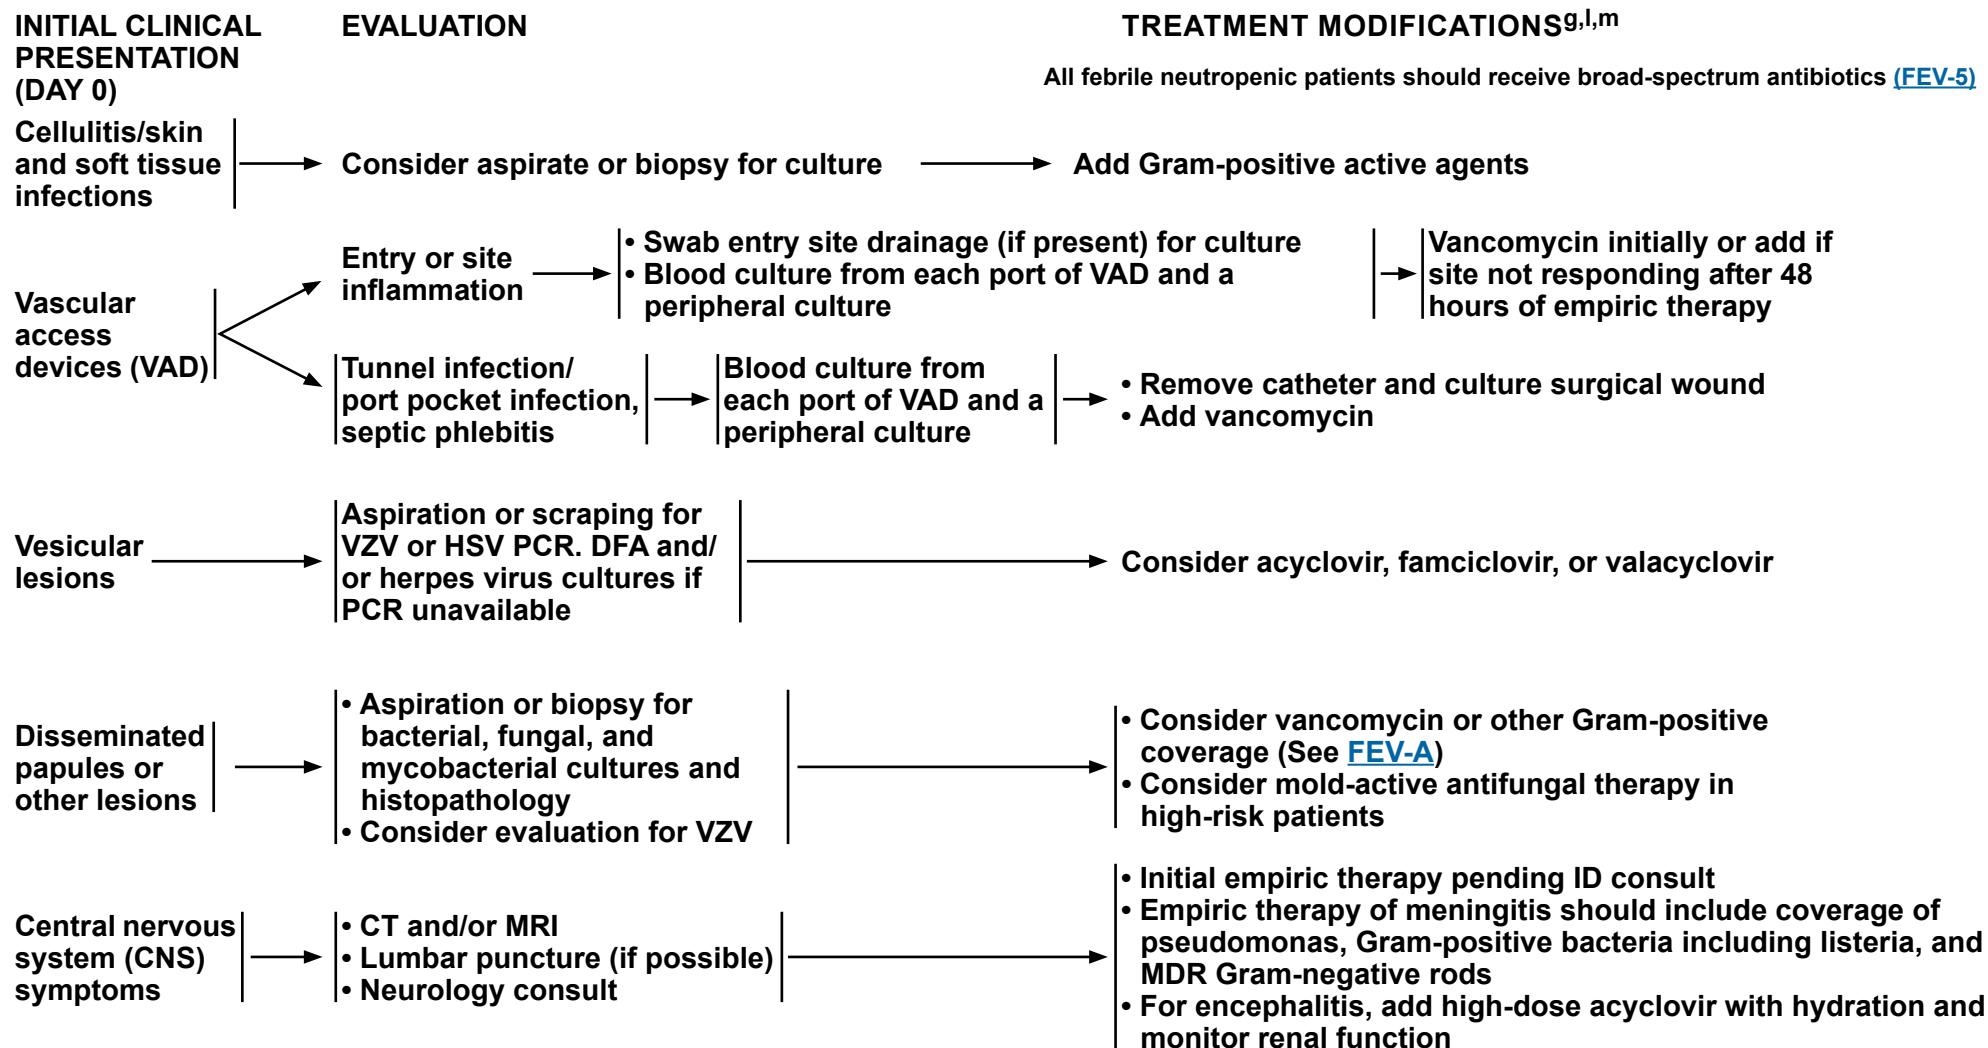 INITIAL CLINICAL
PRESENTATION
(DAY 0)
EVALUATION
TREATMENT MODIFICATIONSg,l,m
All febrile neutropenic patients should receive broad-spectrum antibiotics (FEV-5)
Cellulitis/skin
and soft tissue
infections
Consider aspirate or biopsy for culture
Add Gram-positive active agents
Vascular
access
devices (VAD)
Entry or site
inflammation
• Swab entry site drainage (if present) for culture
• Blood culture from each port of VAD and a
peripheral culture
Vancomycin initially or add if
site not responding after 48
hours of empiric therapy
Tunnel infection/
port pocket infection,
septic phlebitis
Blood culture from
each port of VAD and a
peripheral culture
• Remove catheter and culture surgical wound
• Add vancomycin
Vesicular
lesions
Aspiration or scraping for
VZV or HSV PCR. DFA and/
or herpes virus cultures if
PCR unavailable
Consider acyclovir, famciclovir, or valacyclovir
Disseminated
papules or
other lesions
• Aspiration or biopsy for
bacterial, fungal, and
mycobacterial cultures and
histopathology
• Consider evaluation for VZV
• Consider vancomycin or other Gram-positive
coverage (See FEV-A)
• Consider mold-active antifungal therapy in
high-risk patients
Central nervous
system (CNS)
symptoms
• CT and/or MRI
• Lumbar puncture (if possible)
• Neurology consult
• Initial empiric therapy pending ID consult
• Empiric therapy of meningitis should include coverage of
pseudomonas, Gram-positive bacteria including listeria, and
MDR Gram-negative rods
• For encephalitis, add high-dose acyclovir with hydration and
monitor renal function